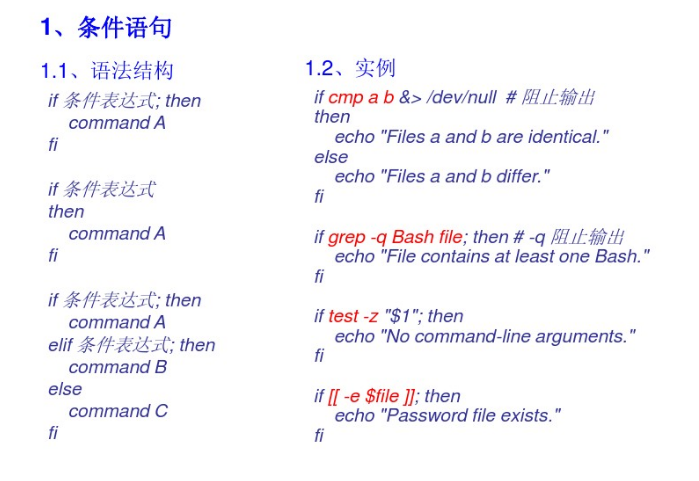 1、条件语句
1.1、语法结构
if 条件表达式; then
command A
fi
if 条件表达式
then
command A
fi
if 条件表达式; then
command A
elif 条件表达式; then
command B
else
command C
fi
1.2、实例
if cmp a b &> /dev/null # 阻止输出
then
echo "Files a and b are identical."
else
echo "Files a and b differ."
fi
if grep -q Bash file; then # -q 阻止输出
echo "File contains at least one Bash."
fi
if test -z "$1"; then
echo "No command-line arguments."
fi
if [[ -e $file ]]; then
echo "Password file exists."
fi